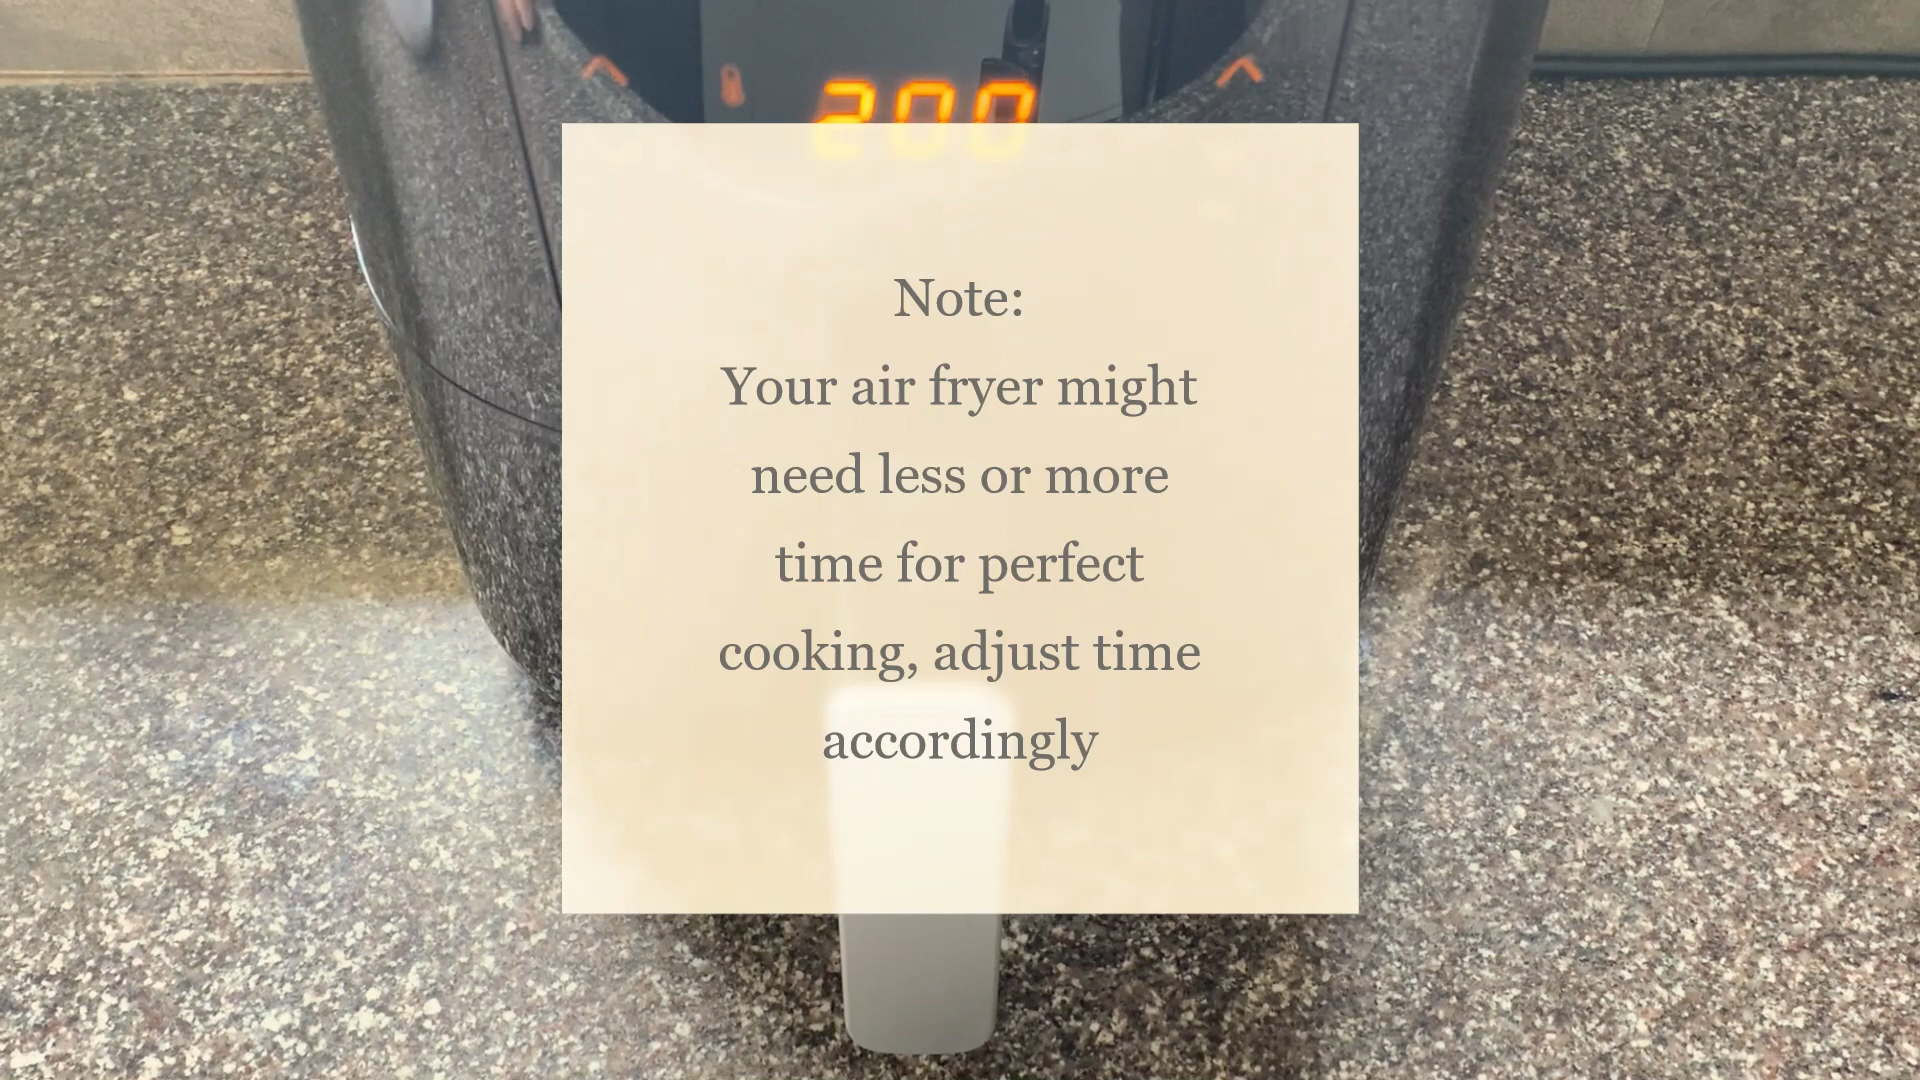 200
Note:
Your air fryer might
need less or more
time for perfect
cooking, adjust time
accordingly